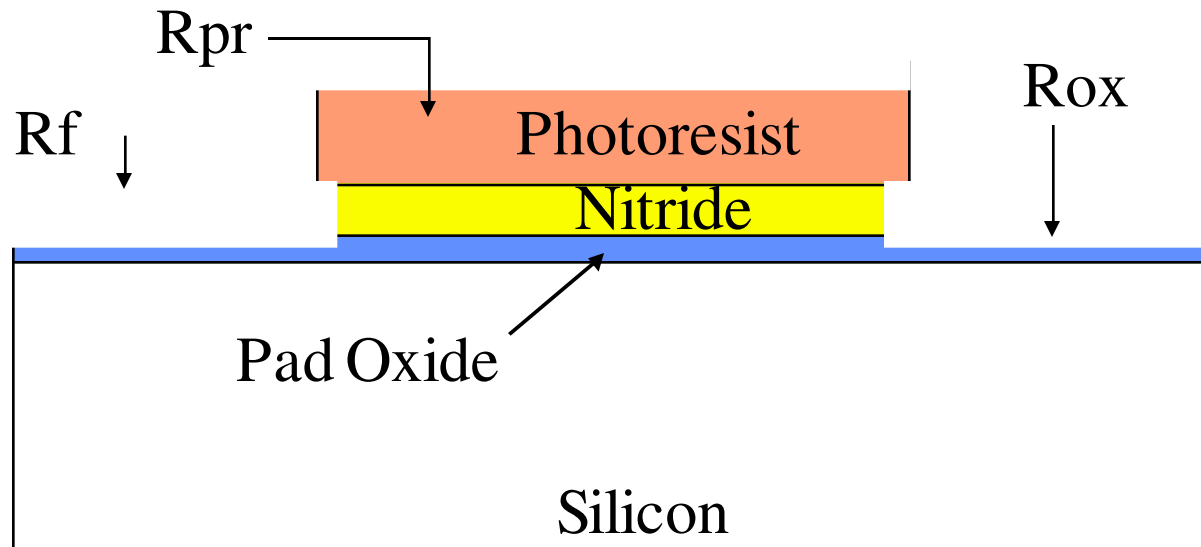 Rpr
Rox
Rf
Photoresist
Nitride
Pad Oxide
Silicon